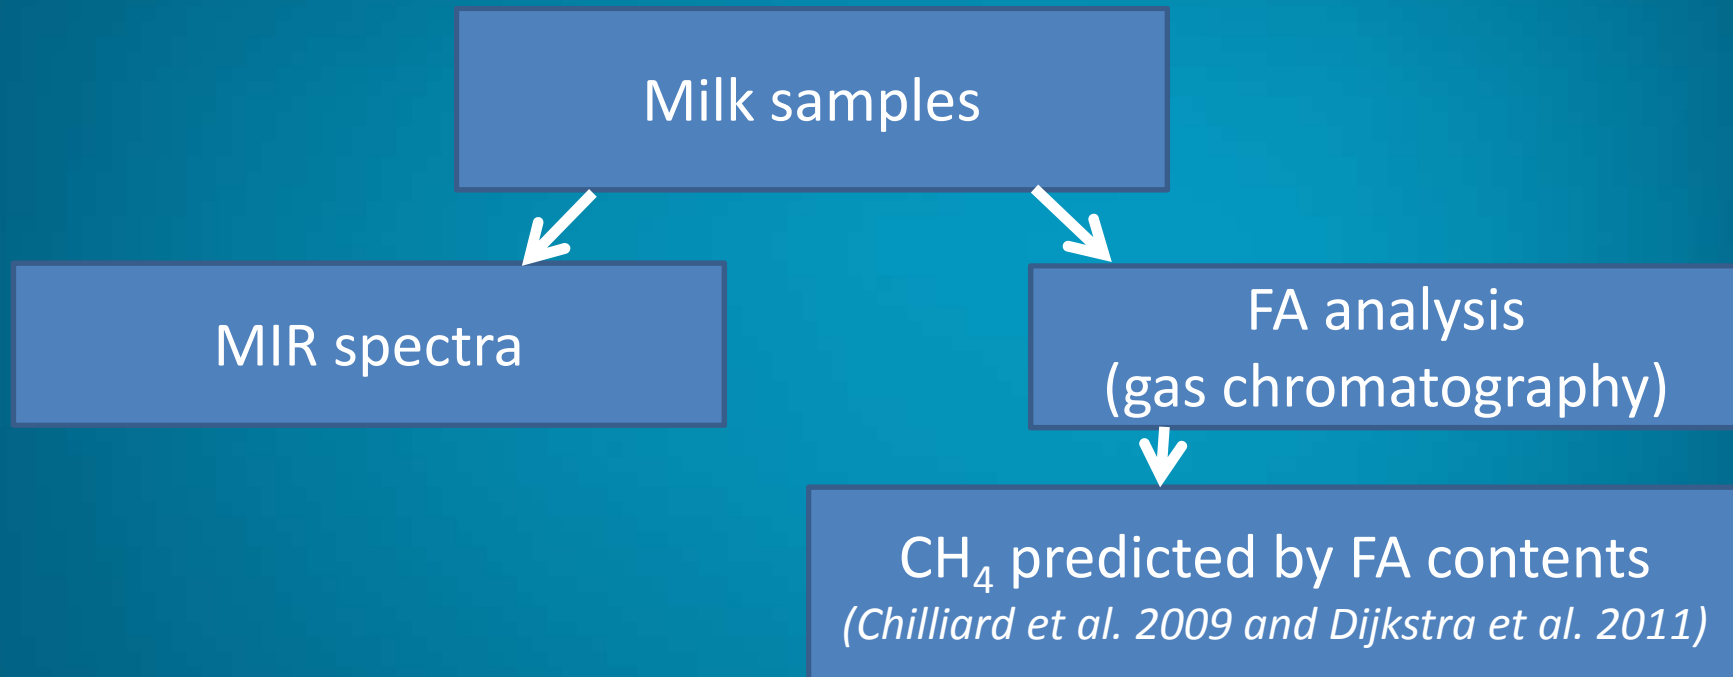 Milk samples
MIR spectra
FA analysis
(gas chromatography)
CH₄ predicted by FA contents
(Chilliard et al. 2009 and Dijkstra et al. 2011)